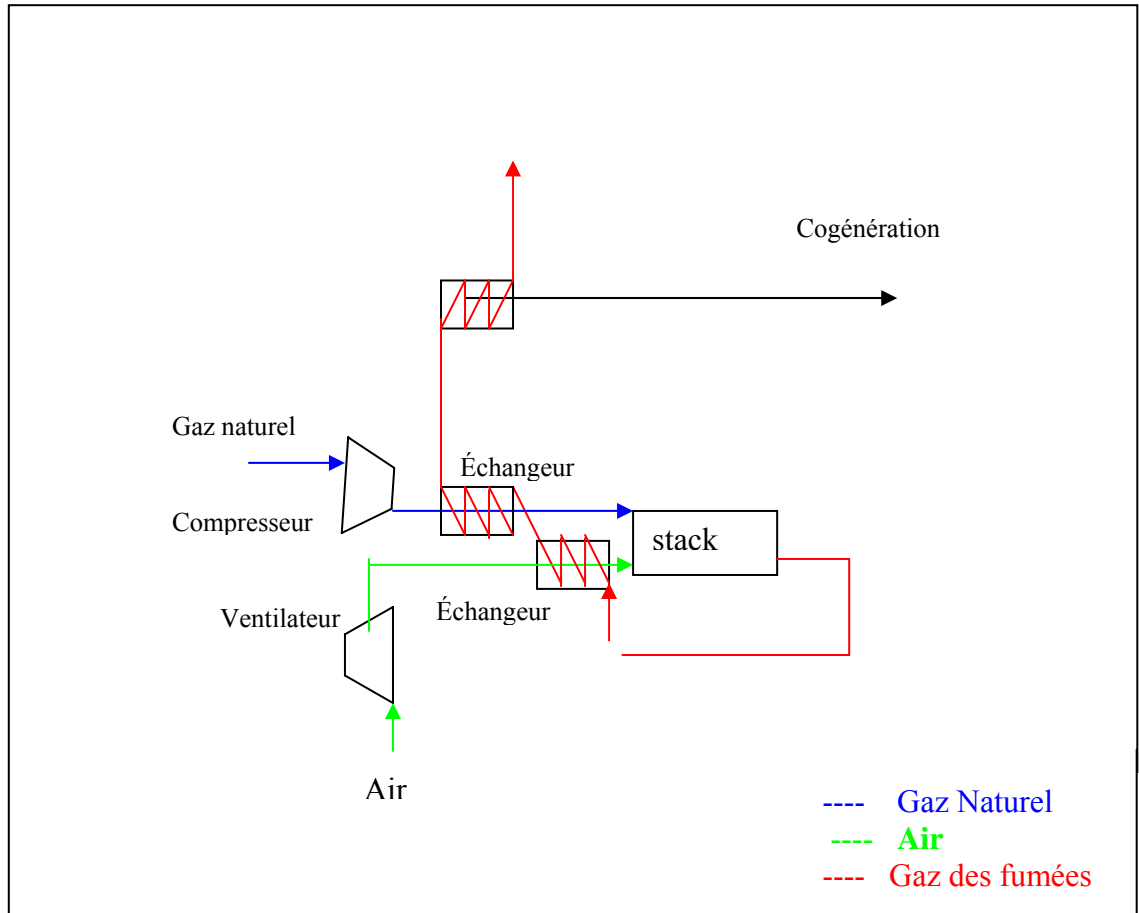 Cogénération
Gaz naturel
Échangeur
Compresseur
stack
Ventilateur
Échangeur
Air
---- Gaz Naturel
---- Air
---- Gaz des fumées